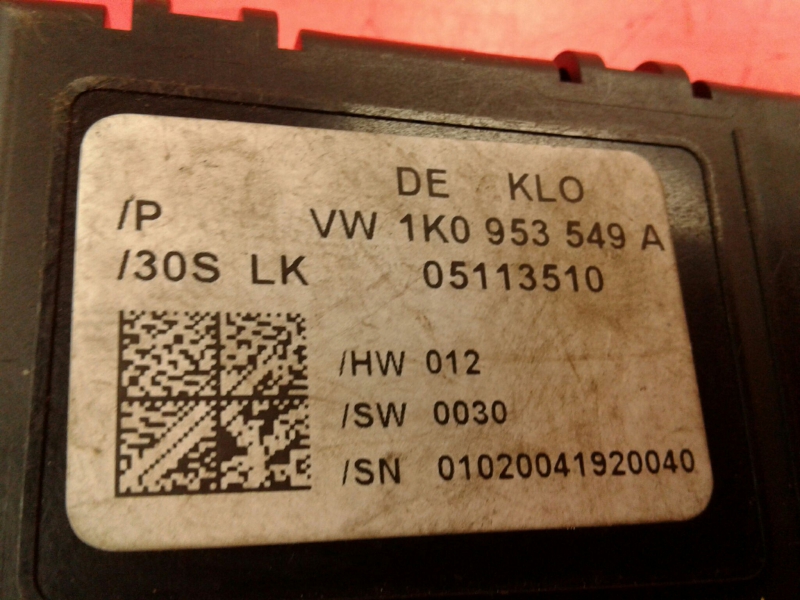 DE KLO
/P VW 1K0 953 549 A
/30S LK 05113510
/HW 012
/SW 0030
/SN 01020041920040